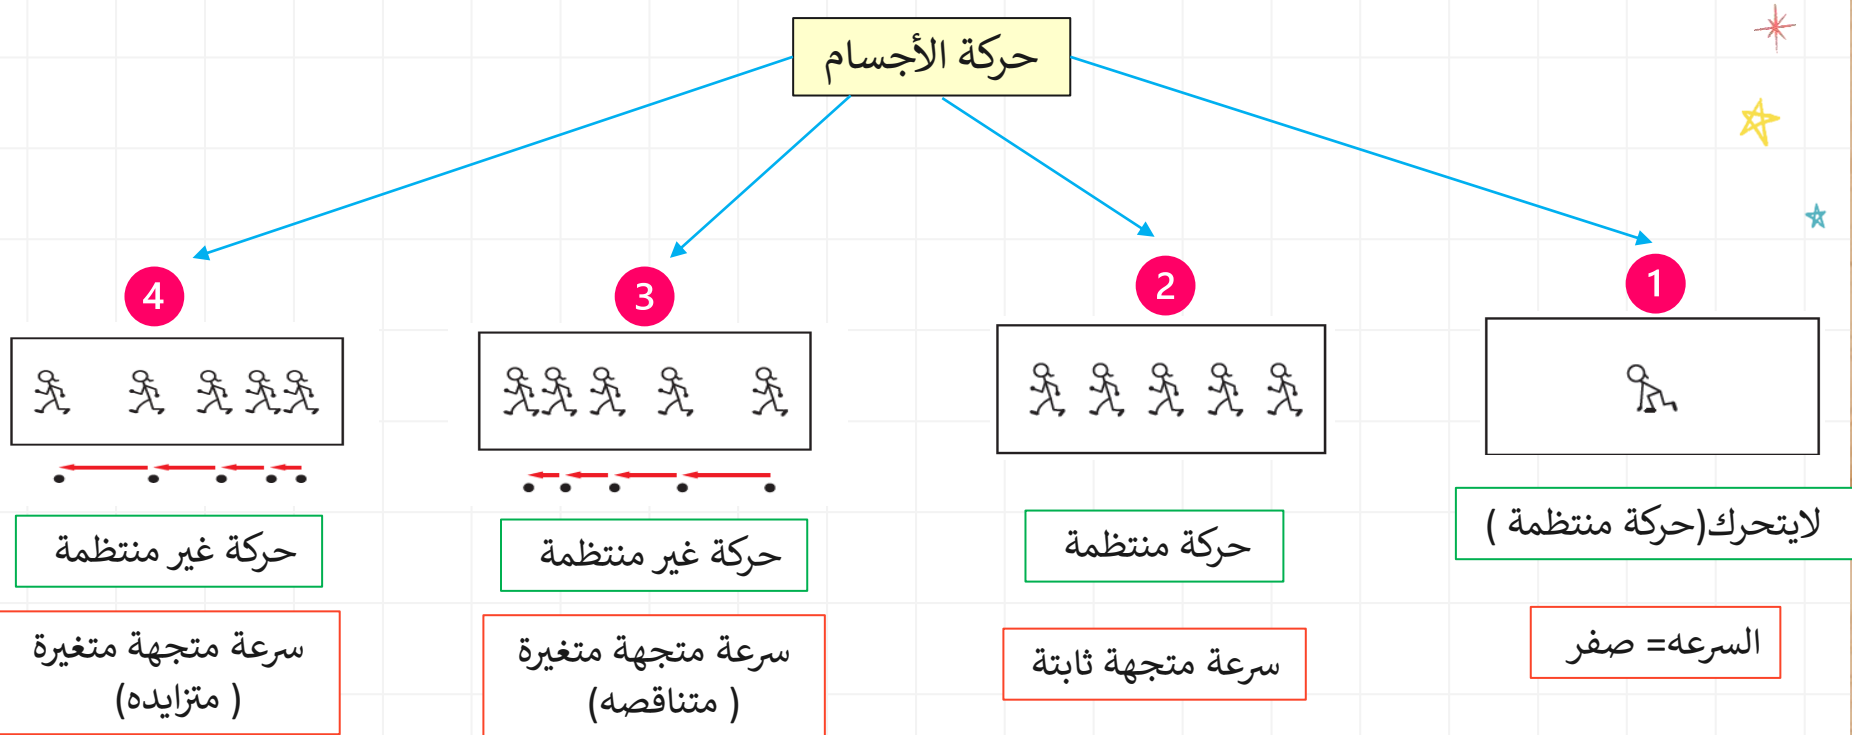 حركة الأجسام
1
2
3
4
لايتحرك(حركة منتظمة )
حركة منتظمة
حركة غير منتظمة
حركة غير منتظمة
السرعه= صفر
سرعة متجهة ثابتة
سرعة متجهة متغيرة
( متناقصه)
سرعة متجهة متغيرة
( متزايده)